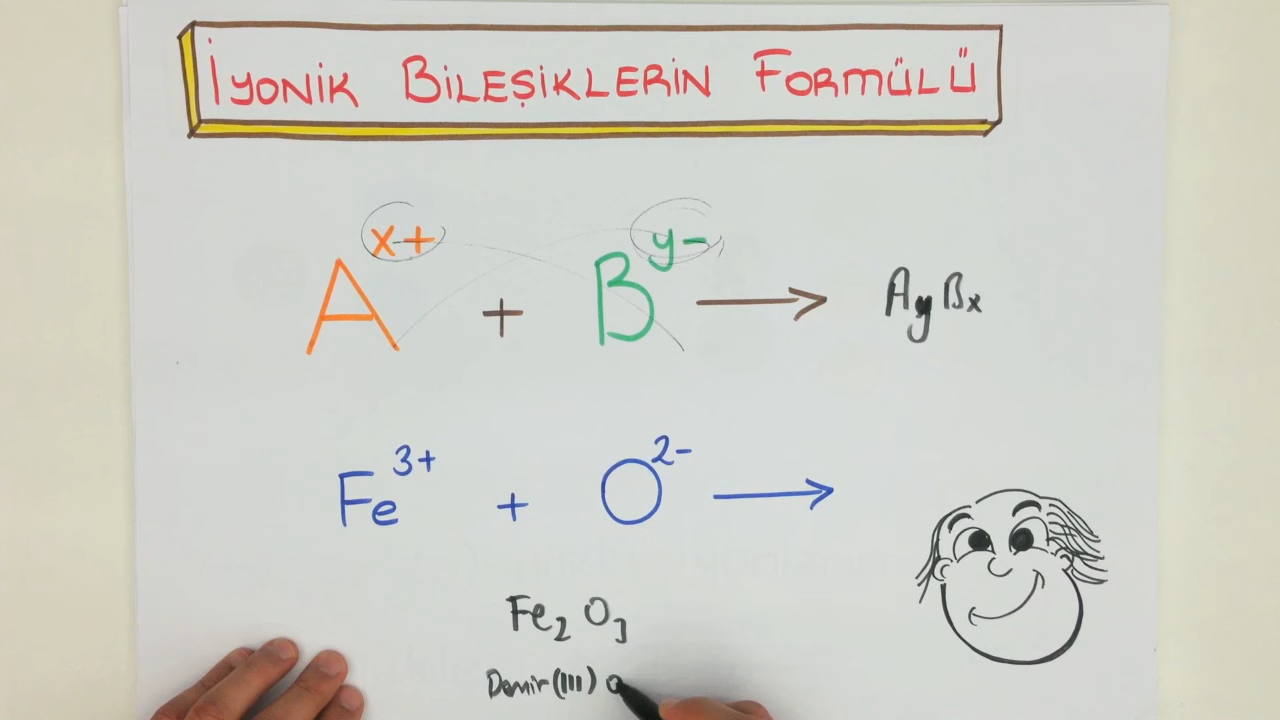 İYONİK BİLEŞİKLERİN FORMÜLÜ
A^x+ + B^y- → AyBx
Fe^3+ + O^2- →
Fe₂O₃
Demir(III) O